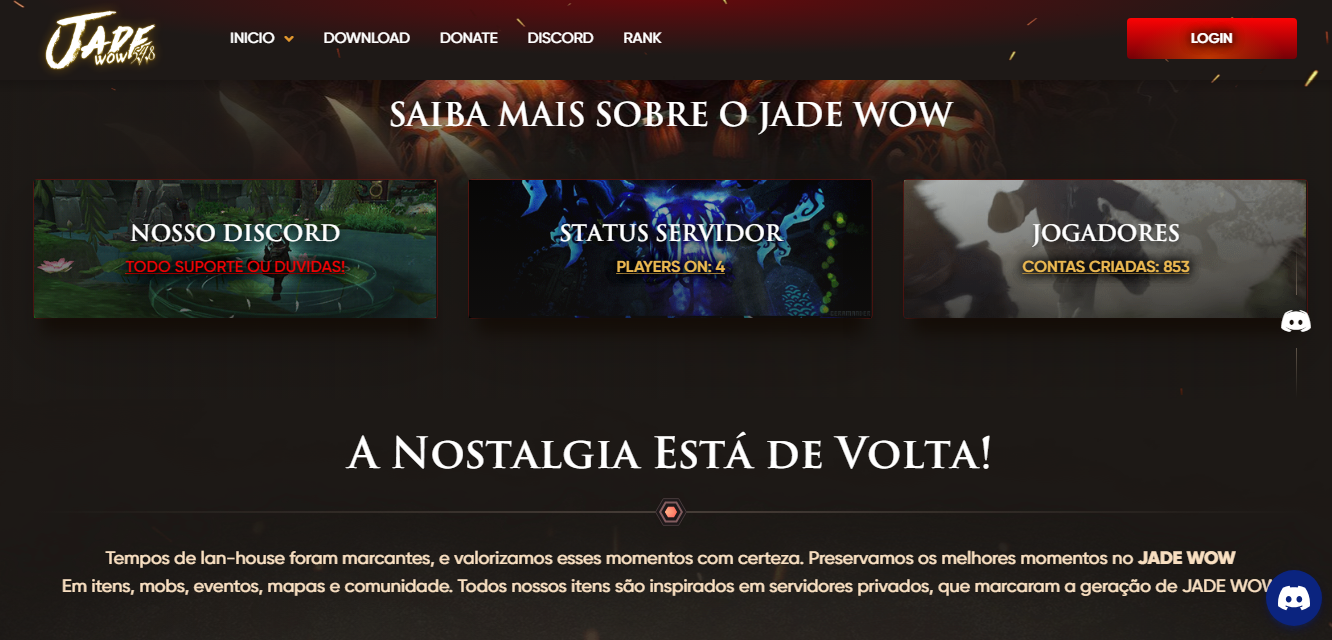 JADE
WOW 548
INICIO
DOWNLOAD
DONATE
DISCORD
RANK
LOGIN
SAIBA MAIS SOBRE O JADE WOW
NOSSO DISCORD
TODO SUPORTE OU DUVIDAS!
STATUS SERVIDOR
PLAYERS ON: 4
JOGADORES
CONTAS CRIADAS: 853
A Nostalgia Está de Volta!
Tempos de lan-house foram marcantes, e valorizamos esses momentos com certeza. Preservamos os melhores momentos no JADE WOW
Em itens, mobs, eventos, mapas e comunidade. Todos nossos itens são inspirados em servidores privados, que marcaram a geração de JADE WOW